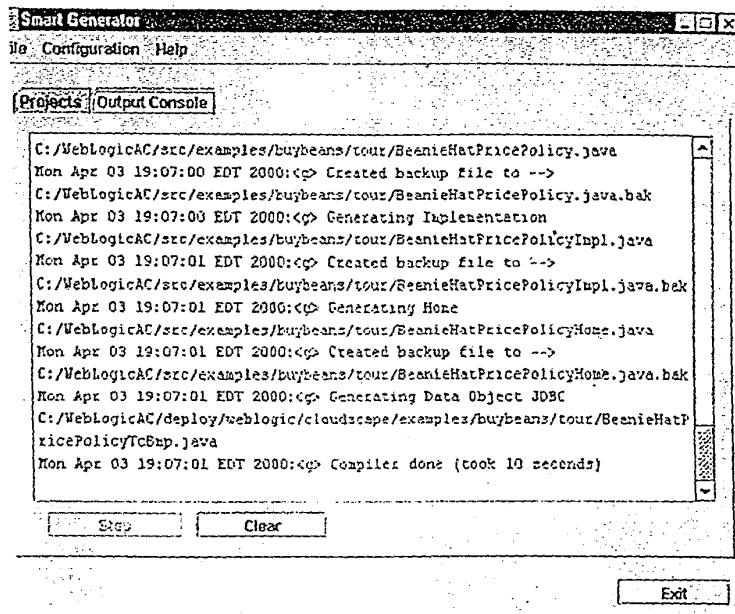 Smart Generator
ile Configuration Help
Projects Output Console
C:/WebLogicAC/src/examples/buybeans/tour/BeanieHatPricePolicy.java
Mon Apr 03 19:07:00 EDT 2000:<g> Created backup file to -->
C:/WebLogicAC/src/examples/buybeans/tour/BeanieHatPricePolicy.java.bak
Mon Apr 03 19:07:00 EDT 2000:<g> Generating Implementation
C:/WebLogicAC/src/examples/buybeans/tour/BeanieHatPricePolicyImpl.java
Mon Apr 03 19:07:01 EDT 2000:<g> Created backup file to -->
C:/WebLogicAC/src/examples/buybeans/tour/BeanieHatPricePolicyImpl.java.bak
Mon Apr 03 19:07:01 EDT 2000:<g> Generating Home
C:/WebLogicAC/src/examples/buybeans/tour/BeanieHatPricePolicyHome.java
Mon Apr 03 19:07:01 EDT 2000:<g> Created backup file to -->
C:/WebLogicAC/src/examples/buybeans/tour/BeanieHatPricePolicyHome.java.bak
Mon Apr 03 19:07:01 EDT 2000:<g> Generating Data Object JDBC
C:/WebLogicAC/deploy/weblogic/cloudscape/examples/buybeans/tour/BeanieHatP
ricePolicyTcBmp.java
Mon Apr 03 19:07:01 EDT 2000:<g> Compiler done (took 10 seconds)
Stop Clear
Exit